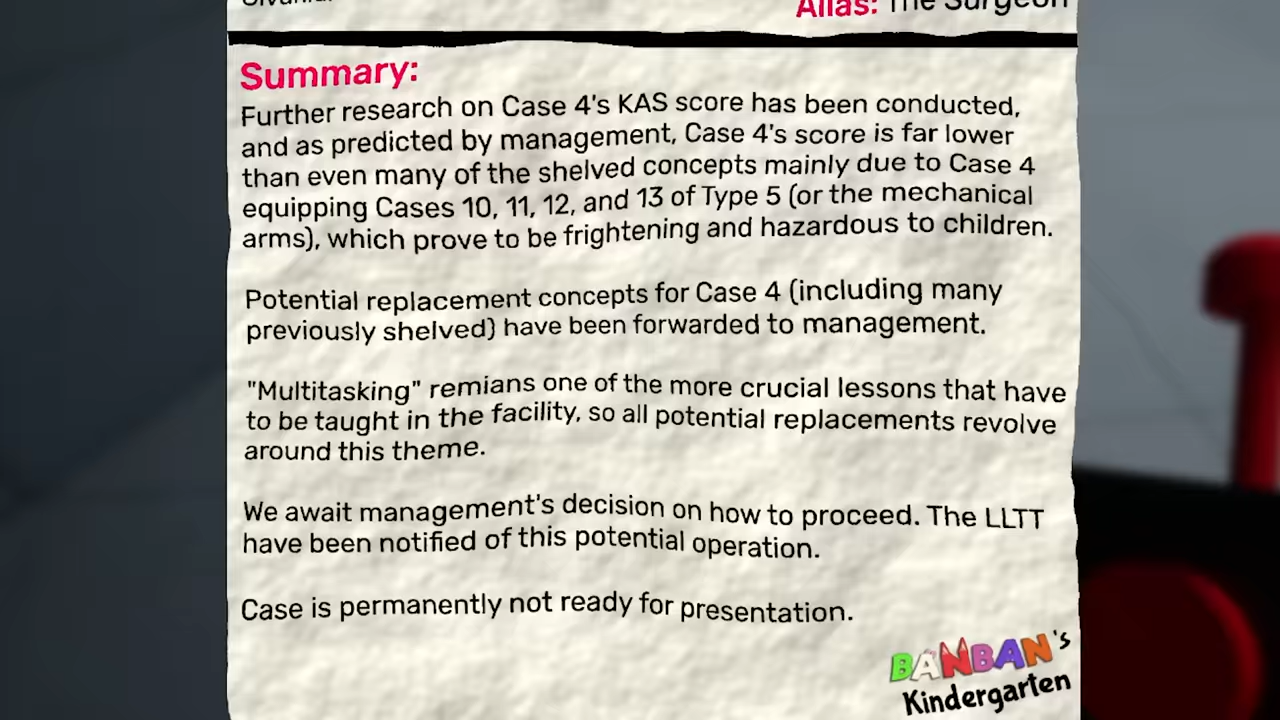 Alias: The Surgeon
Summary:
Further research on Case 4's KAS score has been conducted,
and as predicted by management, Case 4's score is far lower
than even many of the shelved concepts mainly due to Case 4
equipping Cases 10, 11, 12, and 13 of Type 5 (or the mechanical
arms), which prove to be frightening and hazardous to children.
Potential replacement concepts for Case 4 (including many
previously shelved) have been forwarded to management.
"Multitasking" remians one of the more crucial lessons that have
to be taught in the facility, so all potential replacements revolve
around this theme.
We await management's decision on how to proceed. The LLTT
have been notified of this potential operation.
Case is permanently not ready for presentation.
BANBAN's
Kindergarten